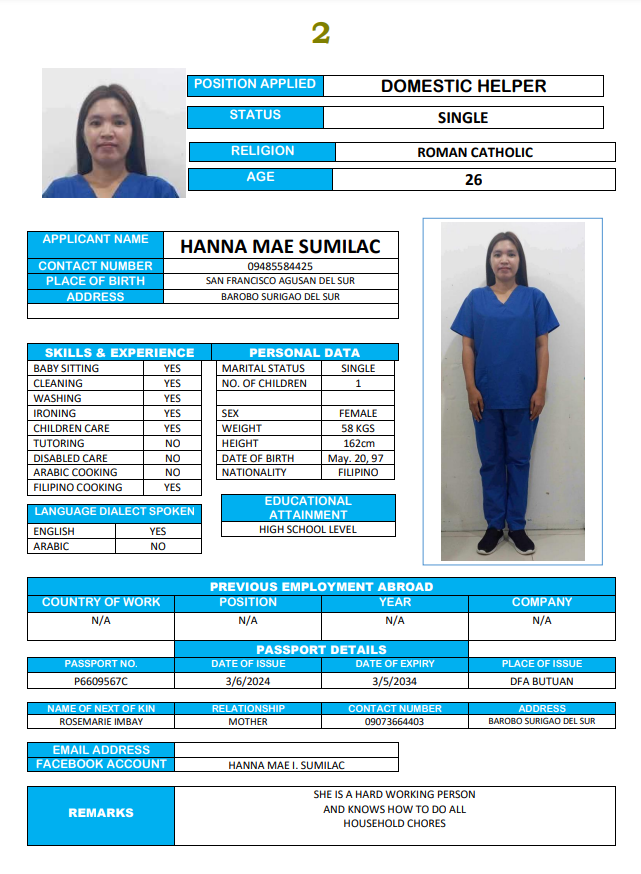 2
POSITION APPLIED DOMESTIC HELPER
STATUS SINGLE
RELIGION ROMAN CATHOLIC
AGE 26
APPLICANT NAME HANNA MAE SUMILAC
CONTACT NUMBER 09485584425
PLACE OF BIRTH SAN FRANCISCO AGUSAN DEL SUR
ADDRESS BAROBO SURIGAO DEL SUR
SKILLS & EXPERIENCE
BABY SITTING YES
CLEANING YES
WASHING YES
IRONING YES
CHILDREN CARE YES
TUTORING NO
DISABLED CARE NO
ARABIC COOKING NO
FILIPINO COOKING YES
PERSONAL DATA
MARITAL STATUS SINGLE
NO. OF CHILDREN 1
SEX FEMALE
WEIGHT 58 KGS
HEIGHT 162cm
DATE OF BIRTH May. 20, 97
NATIONALITY FILIPINO
LANGUAGE DIALECT SPOKEN
ENGLISH YES
ARABIC NO
EDUCATIONAL
ATTAINMENT
HIGH SCHOOL LEVEL
PREVIOUS EMPLOYMENT ABROAD
COUNTRY OF WORK POSITION YEAR COMPANY
N/A N/A N/A N/A
PASSPORT DETAILS
PASSPORT NO. DATE OF ISSUE DATE OF EXPIRY PLACE OF ISSUE
P6609567C 3/6/2024 3/5/2034 DFA BUTUAN
NAME OF NEXT OF KIN RELATIONSHIP CONTACT NUMBER ADDRESS
ROSEMARIE IMBAY MOTHER 09073664403 BAROBO SURIGAO DEL SUR
EMAIL ADDRESS
FACEBOOK ACCOUNT HANNA MAE I. SUMILAC
REMARKS
SHE IS A HARD WORKING PERSON
AND KNOWS HOW TO DO ALL
HOUSEHOLD CHORES